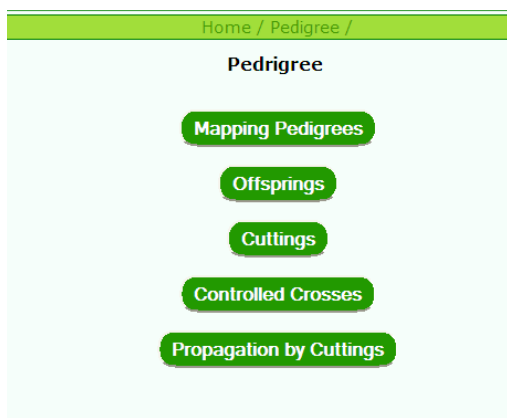 Home / Pedigree /
Pedrigree
Mapping Pedigrees
Offsprings
Cuttings
Controlled Crosses
Propagation by Cuttings